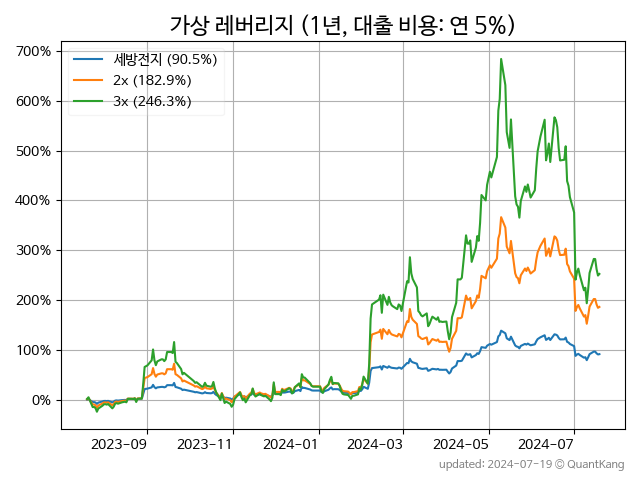 가상 레버리지 (1년, 대출 비용: 연 5%)
700%
600%
500%
400%
300%
200%
100%
0%
세방전지 (90.5%)
2x (182.9%)
3x (246.3%)
2023-09
2023-11
2024-01
2024-03
2024-05
2024-07
updated: 2024-07-19 © QuantKang